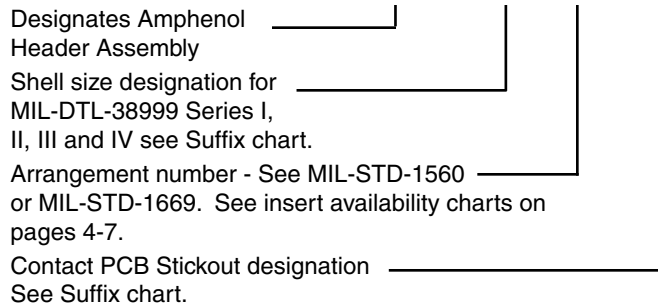 Designates Amphenol
Header Assembly
Shell size designation for
MIL-DTL-38999 Series I,
II, III and IV see Suffix chart.
Arrangement number - See MIL-STD-1560
or MIL-STD-1669.  See insert availability charts on
pages 4-7.
Contact PCB Stickout designation
See Suffix chart.